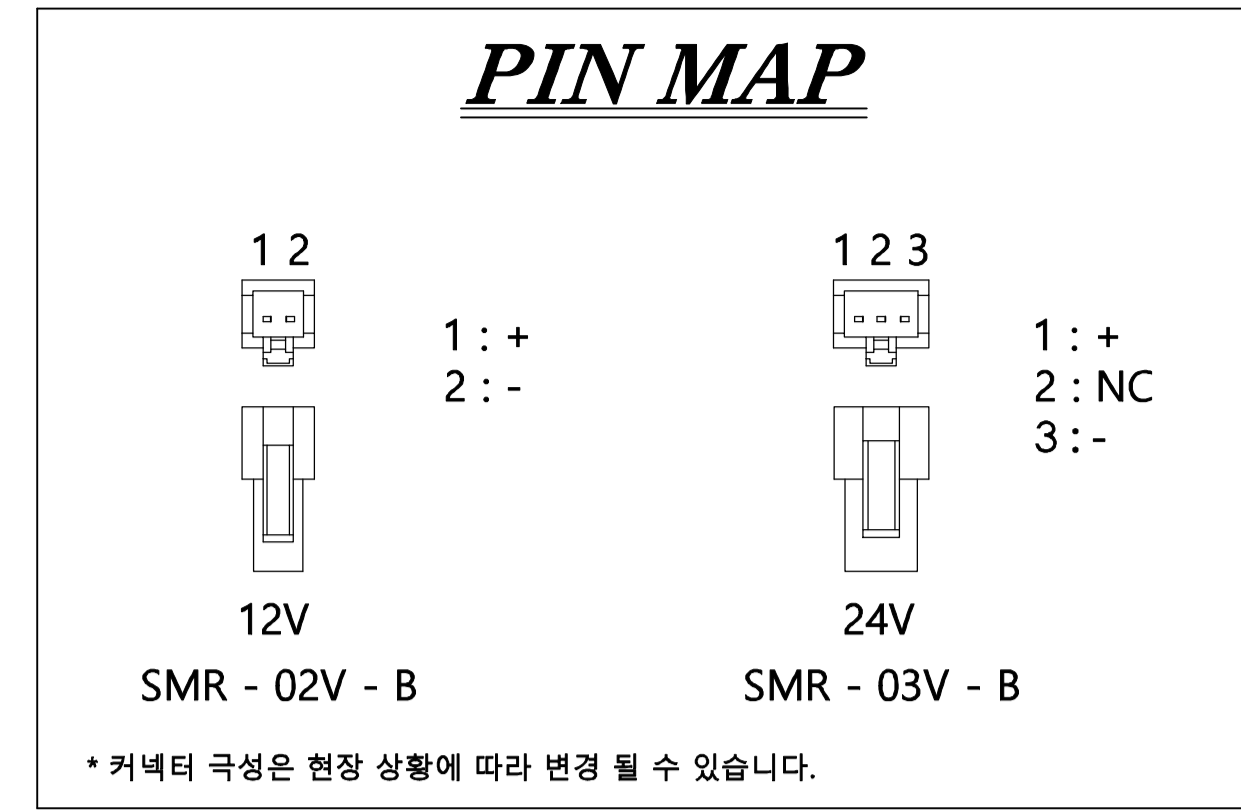 PIN MAP
1 2
1 : +
2 : -
12V
SMR - 02V - B
1 2 3
1 : +
2 : NC
3 : -
24V
SMR - 03V - B
* 커넥터 극성은 현장 상황에 따라 변경 될 수 있습니다.